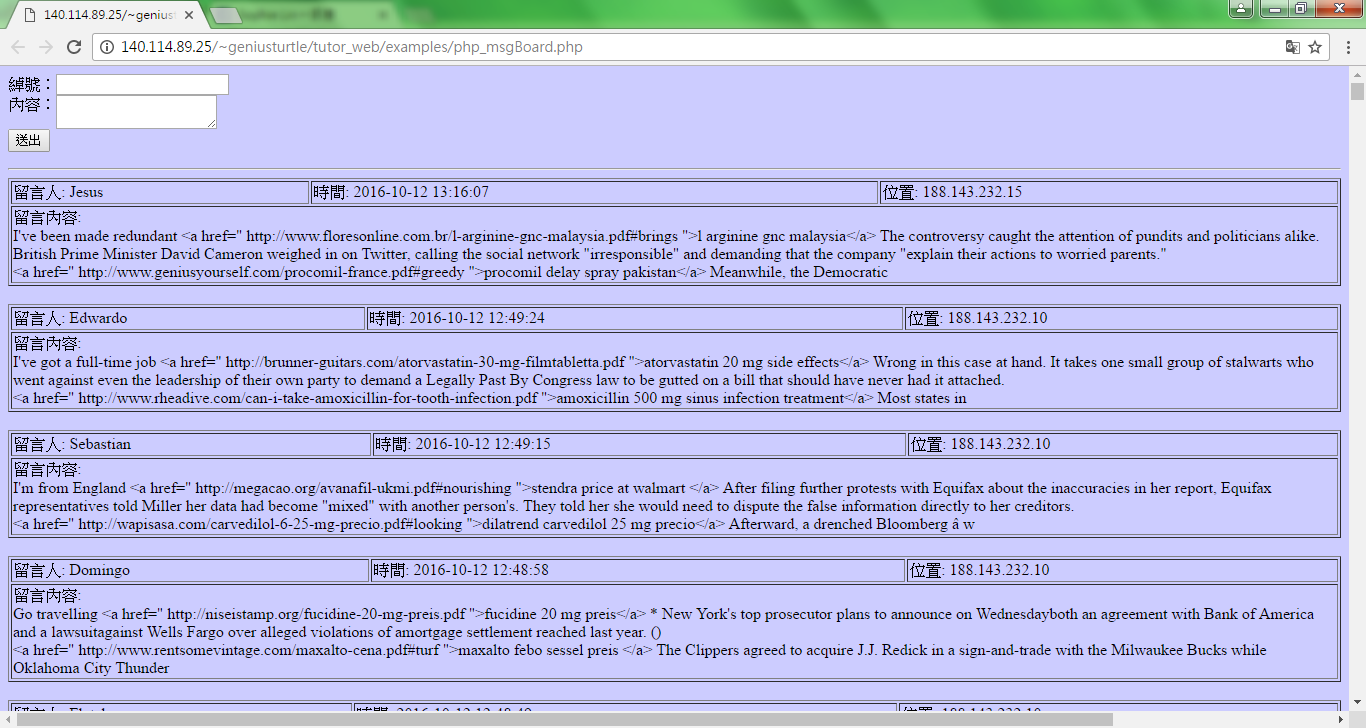 140.114.89.25/~genius
140.114.89.25/~geniusturtle/tutor_web/examples/php_msgBoard.php
綽號：
內容：
送出
留言人: Jesus 時間: 2016-10-12 13:16:07 位置: 188.143.232.15
留言內容:
I've been made redundant <a href=" http://www.floresonline.com.br/l-arginine-gnc-malaysia.pdf#brings ">l arginine gnc malaysia</a> The controversy caught the attention of pundits and politicians alike.
British Prime Minister David Cameron weighed in on Twitter, calling the social network "irresponsible" and demanding that the company "explain their actions to worried parents."
<a href=" http://www.geniusyourself.com/procomil-france.pdf#greedy ">procomil delay spray pakistan</a> Meanwhile, the Democratic
留言人: Edwardo 時間: 2016-10-12 12:49:24 位置: 188.143.232.10
留言內容:
I've got a full-time job <a href=" http://brunner-guitars.com/atorvastatin-30-mg-filmtabletta.pdf ">atorvastatin 20 mg side effects</a> Wrong in this case at hand. It takes one small group of stalwarts who
went against even the leadership of their own party to demand a Legally Past By Congress law to be gutted on a bill that should have never had it attached.
<a href=" http://www.rheadive.com/can-i-take-amoxicillin-for-tooth-infection.pdf ">amoxicillin 500 mg sinus infection treatment</a> Most states in
留言人: Sebastian 時間: 2016-10-12 12:49:15 位置: 188.143.232.10
留言內容:
I'm from England <a href=" http://megacao.org/avanafil-ukmi.pdf#nourishing ">stendra price at walmart </a> After filing further protests with Equifax about the inaccuracies in her report, Equifax
representatives told Miller her data had become "mixed" with another person's. They told her she would need to dispute the false information directly to her creditors.
<a href=" http://wapisasa.com/carvedilol-6-25-mg-precio.pdf#looking ">dilatrend carvedilol 25 mg precio</a> Afterward, a drenched Bloomberg â w
留言人: Domingo 時間: 2016-10-12 12:48:58 位置: 188.143.232.10
留言內容:
Go travelling <a href=" http://niseistamp.org/fucidine-20-mg-preis.pdf ">fucidine 20 mg preis</a> * New York's top prosecutor plans to announce on Wednesdayboth an agreement with Bank of America
and a lawsuitagainst Wells Fargo over alleged violations of amortgage settlement reached last year. ()
<a href=" http://www.rentsomevintage.com/maxalto-cena.pdf#turf ">maxalto febo sessel preis </a> The Clippers agreed to acquire J.J. Redick in a sign-and-trade with the Milwaukee Bucks while
Oklahoma City Thunder